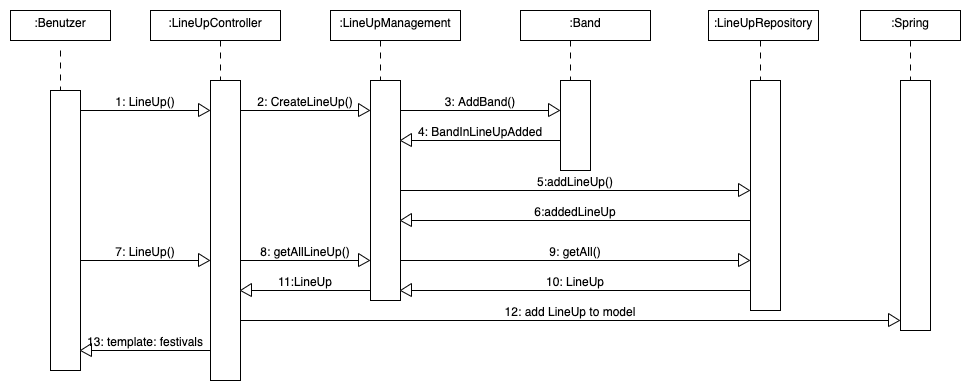 :Benutzer
:LineUpController
:LineUpManagement
:Band
:LineUpRepository
:Spring
1: LineUp()
2: CreateLineUp()
3: AddBand()
4: BandInLineUpAdded
5:addLineUp()
6:addedLineUp
7: LineUp()
8: getAllLineUp()
9: getAll()
10: LineUp
11:LineUp
12: add LineUp to model
13: template: festivals